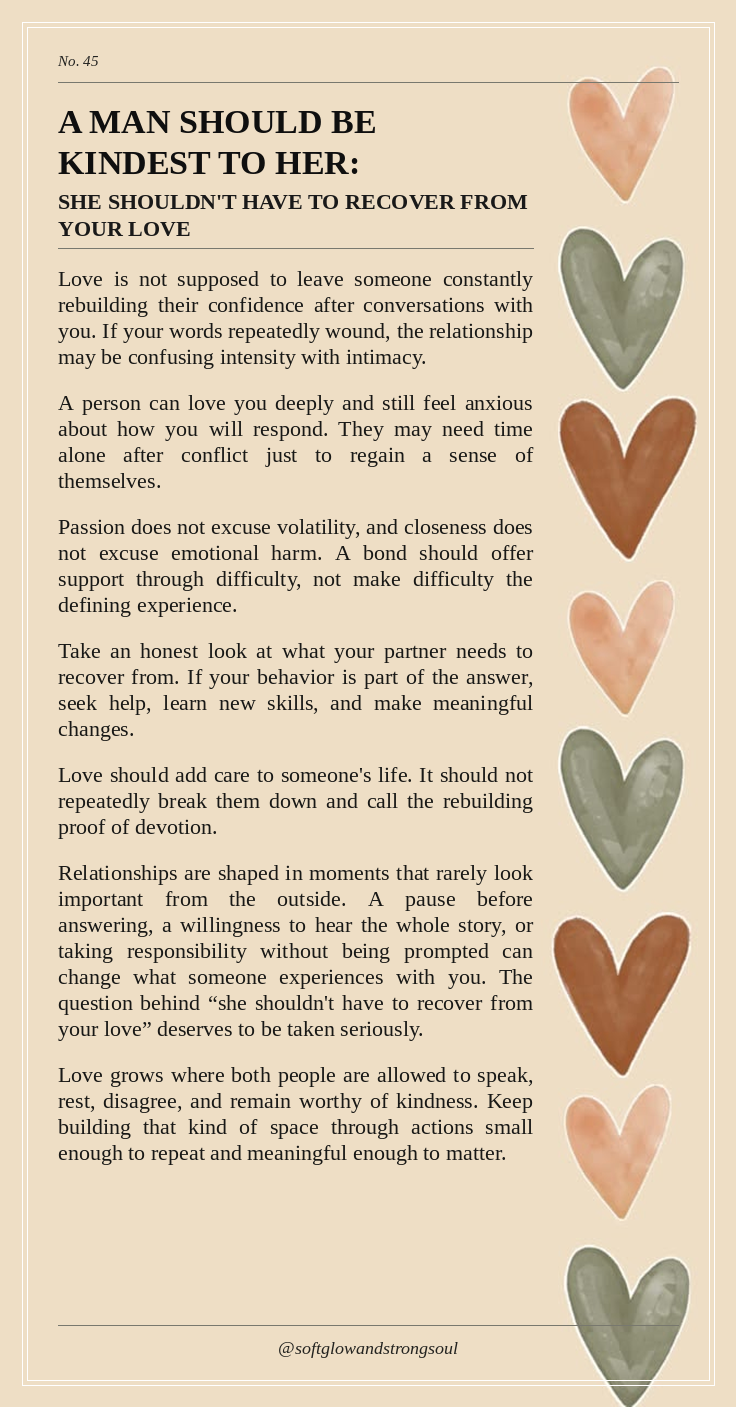 No. 45
A MAN SHOULD BE
KINDEST TO HER:
SHE SHOULDN'T HAVE TO RECOVER FROM
YOUR LOVE
Love is not supposed to leave someone constantly
rebuilding their confidence after conversations with
you. If your words repeatedly wound, the relationship
may be confusing intensity with intimacy.
A person can love you deeply and still feel anxious
about how you will respond. They may need time
alone after conflict just to regain a sense of
themselves.
Passion does not excuse volatility, and closeness does
not excuse emotional harm. A bond should offer
support through difficulty, not make difficulty the
defining experience.
Take an honest look at what your partner needs to
recover from. If your behavior is part of the answer,
seek help, learn new skills, and make meaningful
changes.
Love should add care to someone's life. It should not
repeatedly break them down and call the rebuilding
proof of devotion.
Relationships are shaped in moments that rarely look
important from the outside. A pause before
answering, a willingness to hear the whole story, or
taking responsibility without being prompted can
change what someone experiences with you. The
question behind “she shouldn't have to recover from
your love” deserves to be taken seriously.
Love grows where both people are allowed to speak,
rest, disagree, and remain worthy of kindness. Keep
building that kind of space through actions small
enough to repeat and meaningful enough to matter.
@softglowandstrongsoul